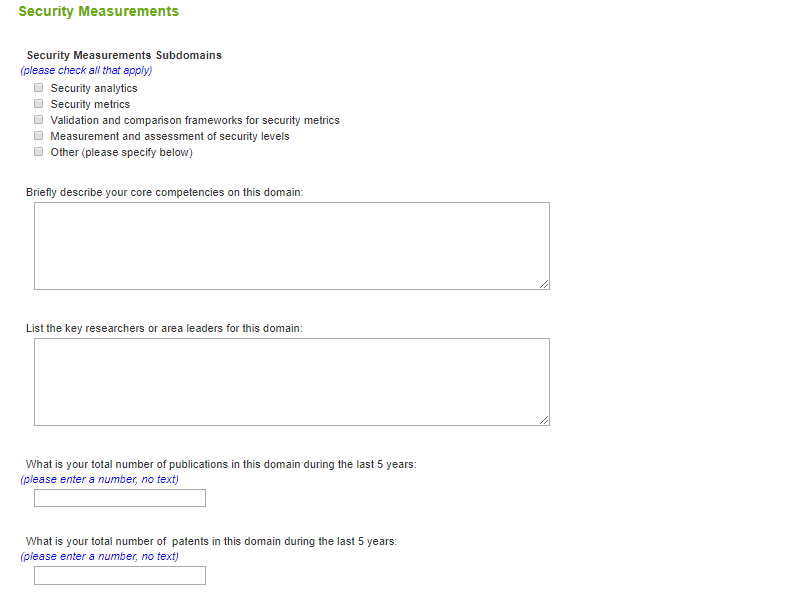 Security Measurements
Security Measurements Subdomains
(please check all that apply)
Security analytics
Security metrics
Validation and comparison frameworks for security metrics
Measurement and assessment of security levels
Other (please specify below)
Briefly describe your core competencies on this domain:
List the key researchers or area leaders for this domain:
What is your total number of publications in this domain during the last 5 years:
(please enter a number, no text)
What is your total number of  patents in this domain during the last 5 years:
(please enter a number, no text)